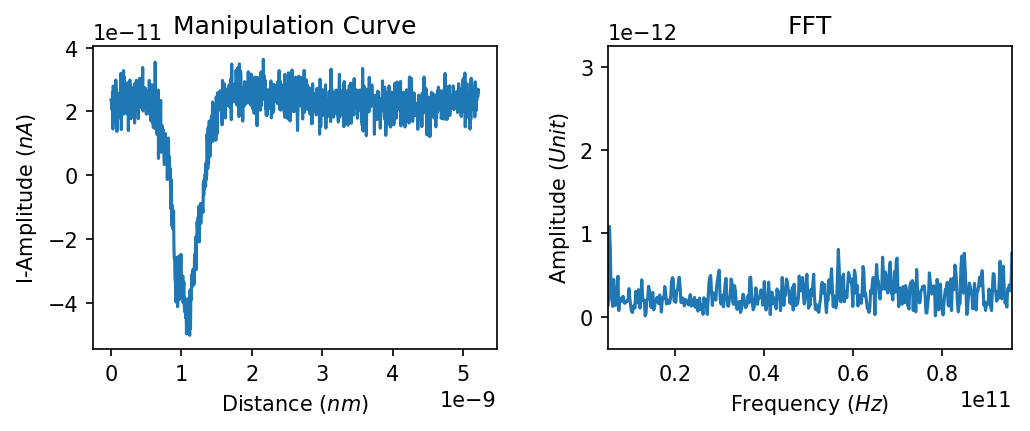 Manipulation Curve
1e−11
4
2
0
−2
−4
I-Amplitude (nA)
0 1 2 3 4 5
1e−9
Distance (nm)
FFT
1e−12
3
2
1
0
Amplitude (Unit)
0.2 0.4 0.6 0.8
1e11
Frequency (Hz)